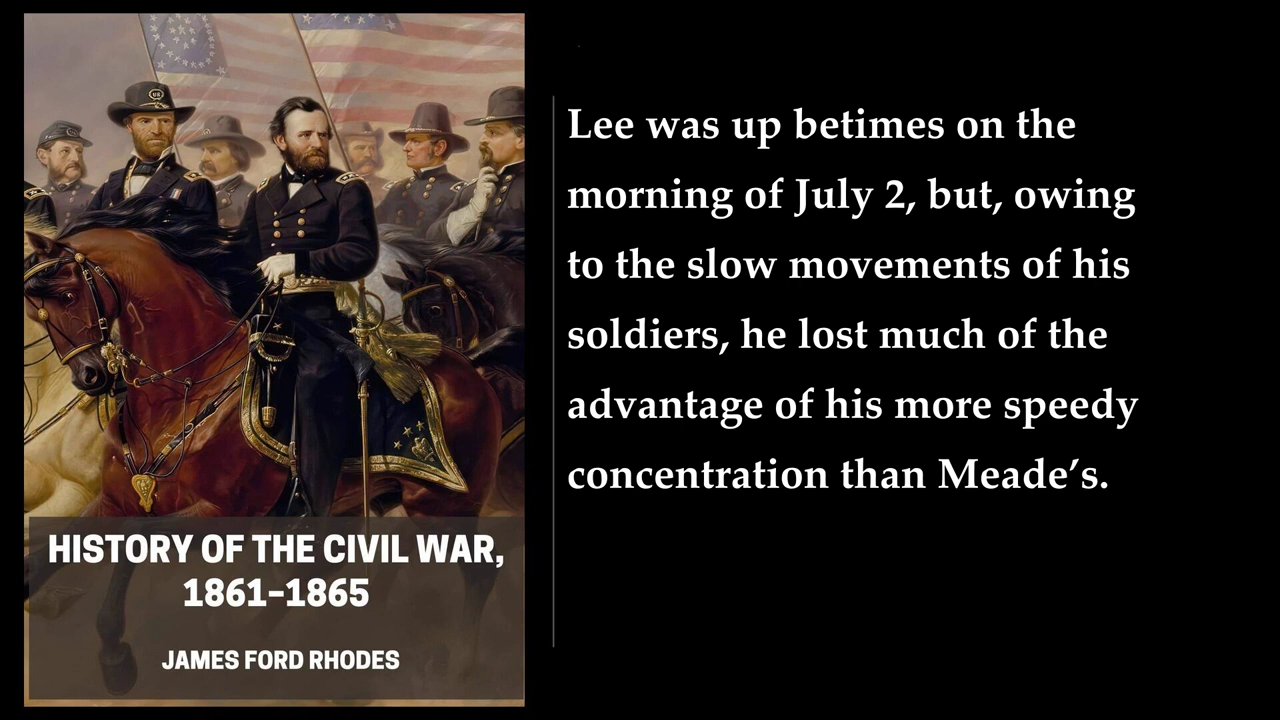 HISTORY OF THE CIVIL WAR,
1861–1865
JAMES FORD RHODES
Lee was up betimes on the
morning of July 2, but, owing
to the slow movements of his
soldiers, he lost much of the
advantage of his more speedy
concentration than Meade’s.